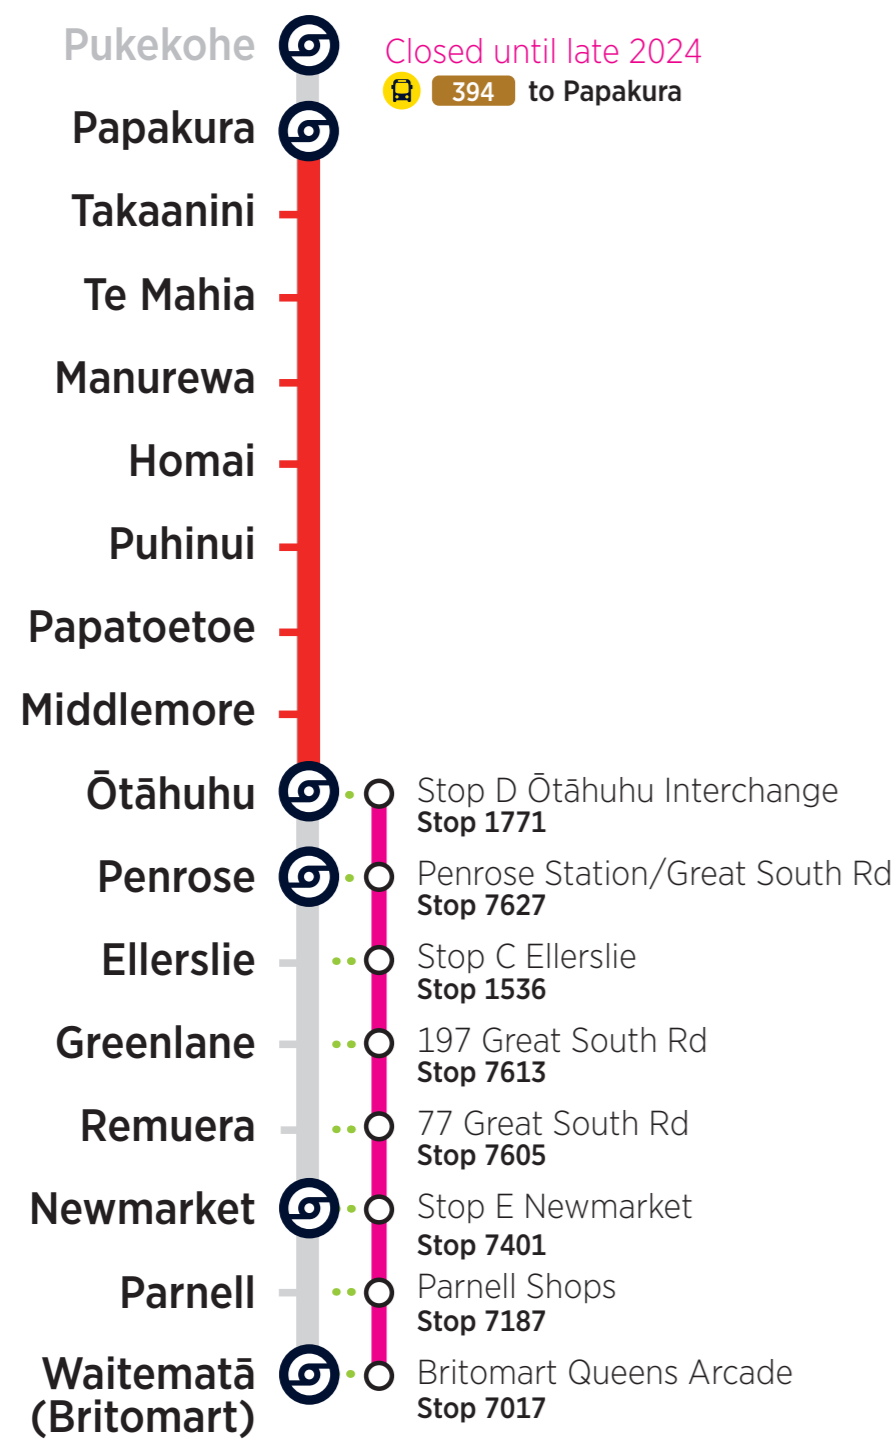 Pukekohe
Closed until late 2024
394 to Papakura
Papakura
Takaanini
Te Mahia
Manurewa
Homai
Puhinui
Papatoetoe
Middlemore
Ōtāhuhu
Stop D Ōtāhuhu Interchange
Stop 1771
Penrose
Penrose Station/Great South Rd
Stop 7627
Ellerslie
Stop C Ellerslie
Stop 1536
Greenlane
197 Great South Rd
Stop 7613
Remuera
77 Great South Rd
Stop 7605
Newmarket
Stop E Newmarket
Stop 7401
Parnell
Parnell Shops
Stop 7187
Waitematā
(Britomart)
Britomart Queens Arcade
Stop 7017